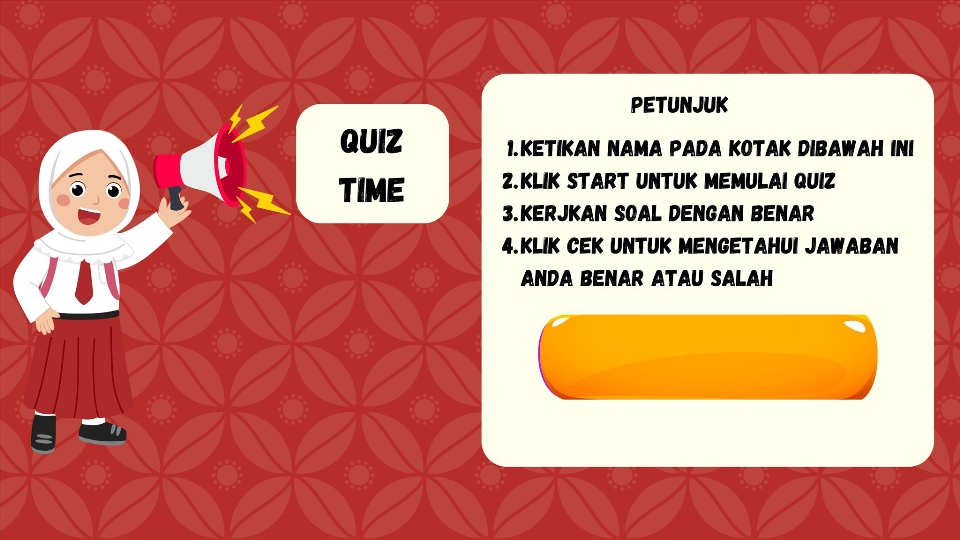 QUIZ
TIME
PETUNJUK
1.KETIKAN NAMA PADA KOTAK DIBAWAH INI
2.KLIK START UNTUK MEMULAI QUIZ
3.KERJKAN SOAL DENGAN BENAR
4.KLIK CEK UNTUK MENGETAHUI JAWABAN
ANDA BENAR ATAU SALAH